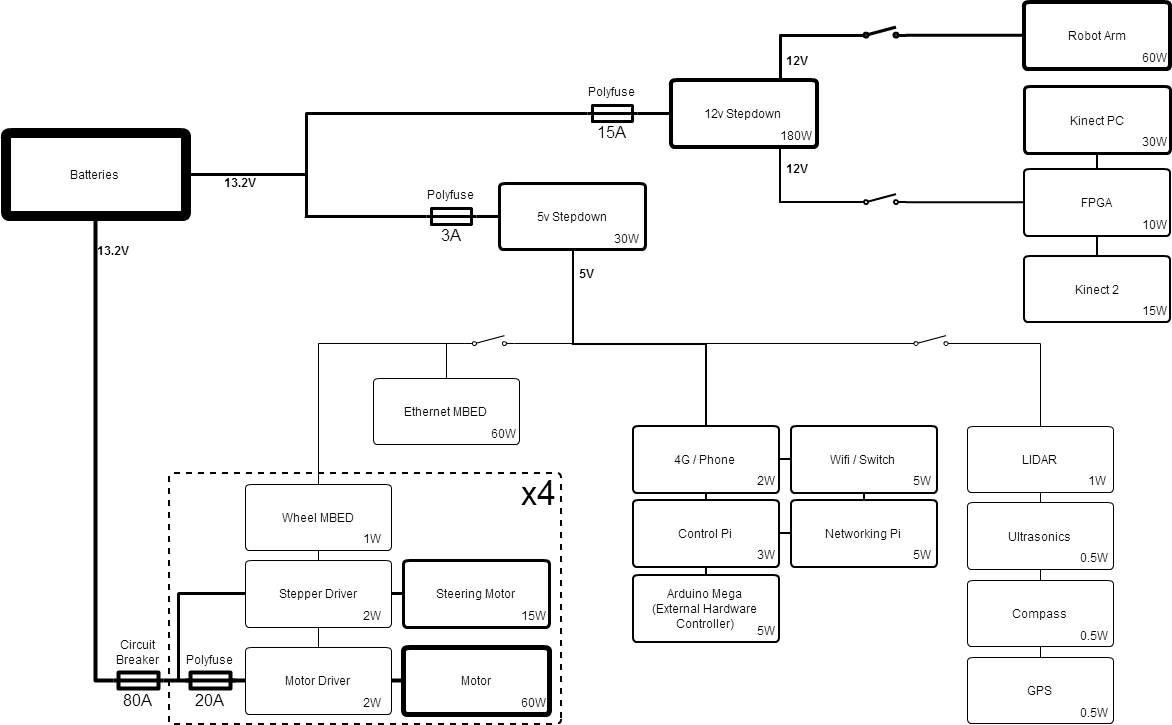 Robot Arm
60W
12V
Polyfuse
15A
12v Stepdown
180W
Kinect PC
30W
Batteries
13.2V
12V
Polyfuse
3A
5v Stepdown
30W
FPGA
10W
13.2V
5V
Kinect 2
15W
Ethernet MBED
60W
4G / Phone
2W
Wifi / Switch
5W
LIDAR
1W
x4
Wheel MBED
1W
Control Pi
3W
Networking Pi
5W
Ultrasonics
0.5W
Stepper Driver
2W
Steering Motor
15W
Arduino Mega
(External Hardware
Controller)
5W
Compass
0.5W
Circuit
Breaker
80A
Polyfuse
20A
Motor Driver
2W
Motor
60W
GPS
0.5W